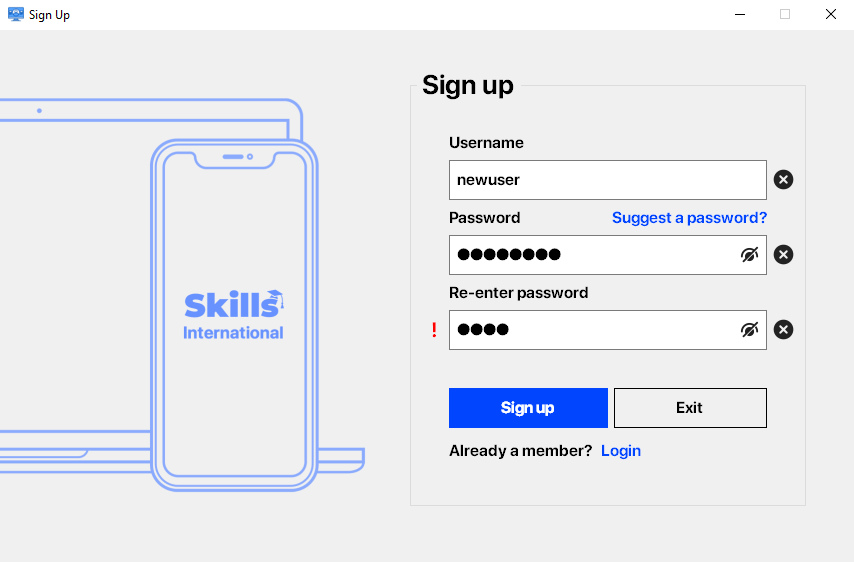 Sign Up
Sign up
Username
newuser
Password Suggest a password?
●●●●●●●●
Re-enter password
! ●●●●
Skills
International
Sign up Exit
Already a member? Login